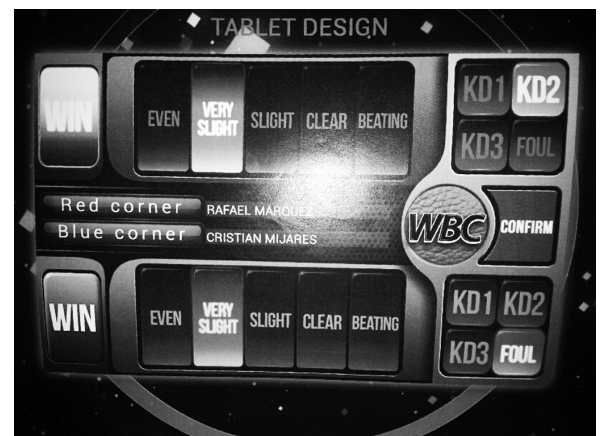 TABLET DESIGN
WIN
EVEN
VERY
SLIGHT
SLIGHT
CLEAR
BEATING
KD1
KD2
KD3
FOUL
Red corner
RAFAEL MARQUEZ
Blue corner
CRISTIAN MIJARES
WBC
CONFIRM
WIN
EVEN
VERY
SLIGHT
SLIGHT
CLEAR
BEATING
KD1
KD2
KD3
FOUL